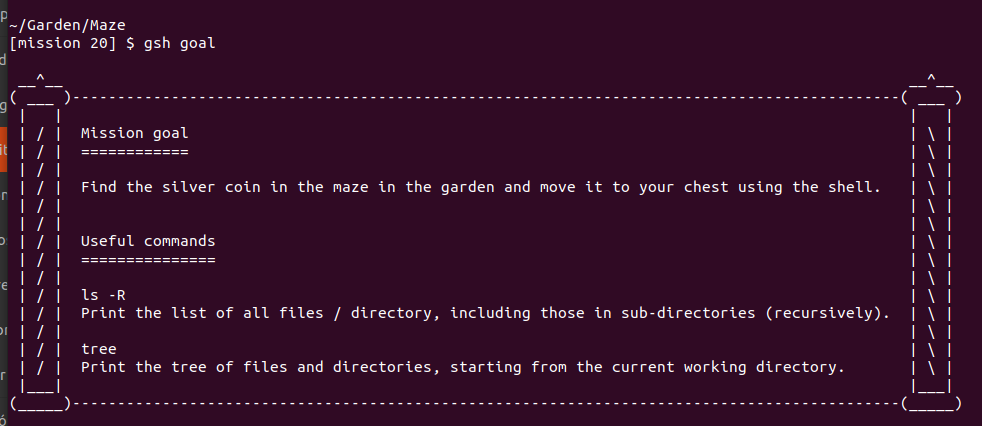 ~/Garden/Maze
[mission 20] $ gsh goal
Mission goal
============
Find the silver coin in the maze in the garden and move it to your chest using the shell.
Useful commands
===============
ls -R
Print the list of all files / directory, including those in sub-directories (recursively).
tree
Print the tree of files and directories, starting from the current working directory.